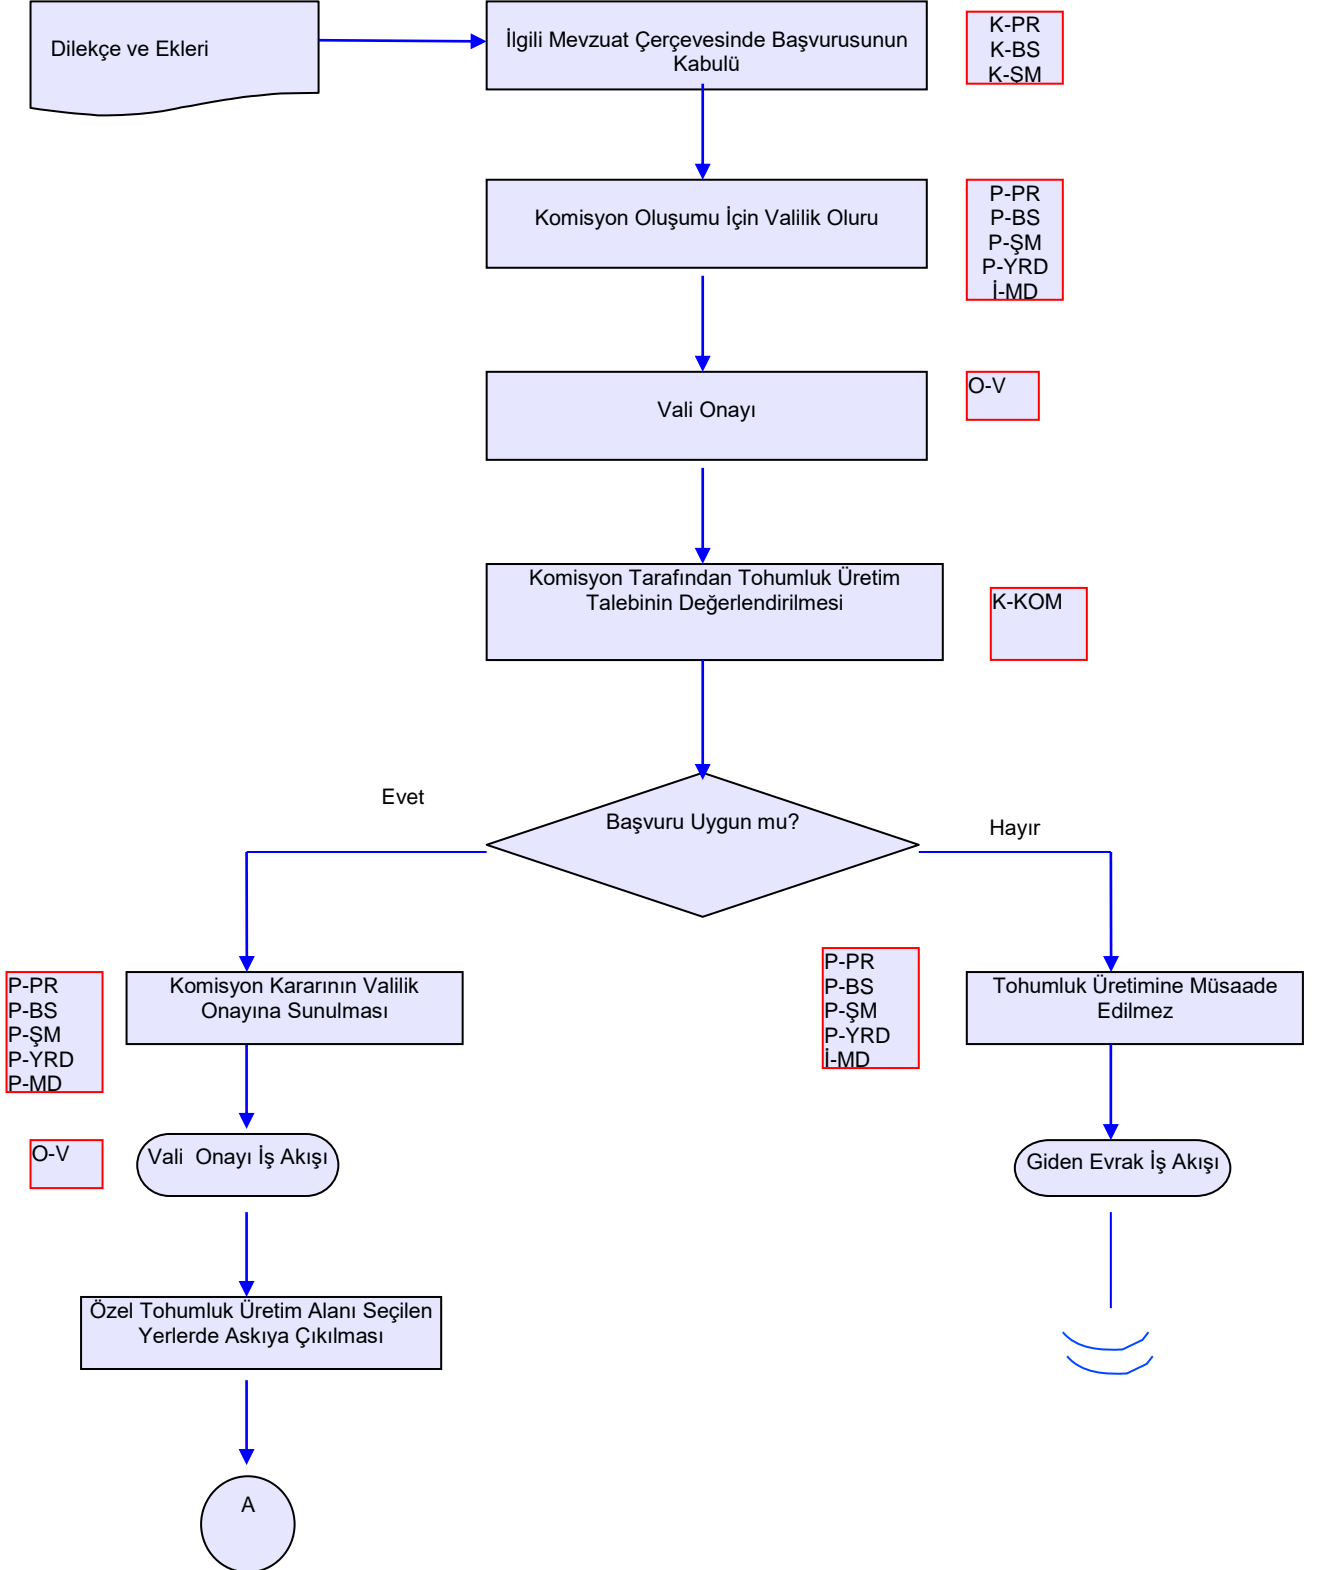 Dilekçe ve Ekleri
İlgili Mevzuat Çerçevesinde Başvurusunun
Kabulü
K-PR
K-BS
K-ŞM
Komisyon Oluşumu İçin Valilik Oluru
P-PR
P-BS
P-ŞM
P-YRD
İ-MD
Vali Onayı
O-V
Komisyon Tarafından Tohumluk Üretim
Talebinin Değerlendirilmesi
K-KOM
Başvuru Uygun mu?
Evet
Hayır
P-PR
P-BS
P-ŞM
P-YRD
P-MD
Komisyon Kararının Valilik
Onayına Sunulması
P-PR
P-BS
P-ŞM
P-YRD
İ-MD
Tohumluk Üretimine Müsaade
Edilmez
O-V
Vali  Onayı İş Akışı
Giden Evrak İş Akışı
Özel Tohumluk Üretim Alanı Seçilen
Yerlerde Askıya Çıkılması
A